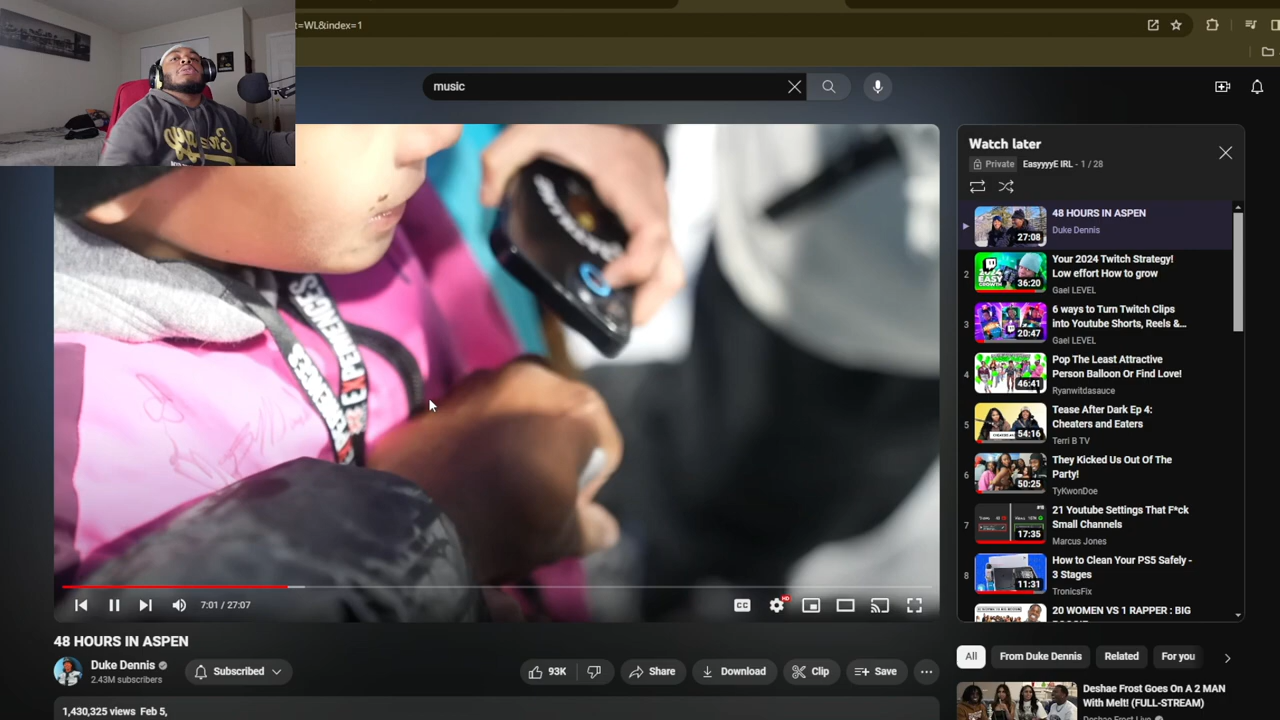 t=WL&index=1
music
Watch later
Private EasyyyyE IRL - 1 / 28
48 HOURS IN ASPEN
Duke Dennis
27:08
2
Your 2024 Twitch Strategy!
Low effort How to grow
Gael LEVEL
36:20
3
6 ways to Turn Twitch Clips
into Youtube Shorts, Reels &...
Gael LEVEL
20:47
4
Pop The Least Attractive
Person Balloon Or Find Love!
Ryanwitdasauce
46:41
5
Tease After Dark Ep 4:
Cheaters and Eaters
Terri B TV
54:16
6
They Kicked Us Out Of The
Party!
TyKwonDoe
50:25
7
21 Youtube Settings That F*ck
Small Channels
Marcus Jones
17:35
8
How to Clean Your PS5 Safely -
3 Stages
TronicsFix
11:31
20 WOMEN VS 1 RAPPER : BIG
7:01 / 27:07
CC
HD
48 HOURS IN ASPEN
Duke Dennis
2.43M subscribers
Subscribed
93K
Share
Download
Clip
Save
1,430,325 views Feb 5,
All
From Duke Dennis
Related
For you
Deshae Frost Goes On A 2 MAN
With Melt! (FULL-STREAM)